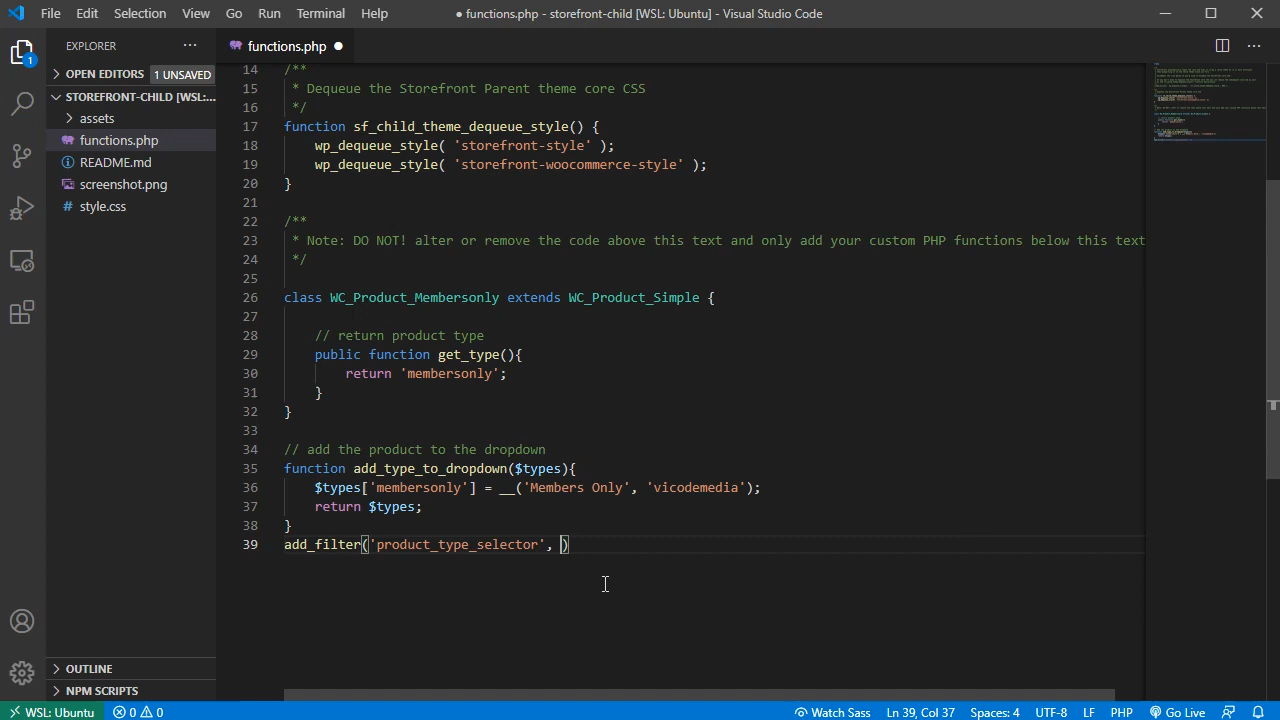 File Edit Selection View Go Run Terminal Help
● functions.php - storefront-child [WSL: Ubuntu] - Visual Studio Code
EXPLORER
OPEN EDITORS 1 UNSAVED
STOREFRONT-CHILD [WSL:...
assets
functions.php
README.md
screenshot.png
style.css
OUTLINE
NPM SCRIPTS
1
functions.php ●
14 /**
15  * Dequeue the Storefront Parent theme core CSS
16  */
17 function sf_child_theme_dequeue_style() {
18     wp_dequeue_style( 'storefront-style' );
19     wp_dequeue_style( 'storefront-woocommerce-style' );
20 }
21
22 /**
23  * Note: DO NOT! alter or remove the code above this text and only add your custom PHP functions below this text
24  */
25
26 class WC_Product_Membersonly extends WC_Product_Simple {
27
28     // return product type
29     public function get_type(){
30         return 'membersonly';
31     }
32 }
33
34 // add the product to the dropdown
35 function add_type_to_dropdown($types){
36     $types['membersonly'] = __('Members Only', 'vicodemedia');
37     return $types;
38 }
39 add_filter('product_type_selector', )
WSL: Ubuntu 0 0 Watch Sass Ln 39, Col 37 Spaces: 4 UTF-8 LF PHP Go Live